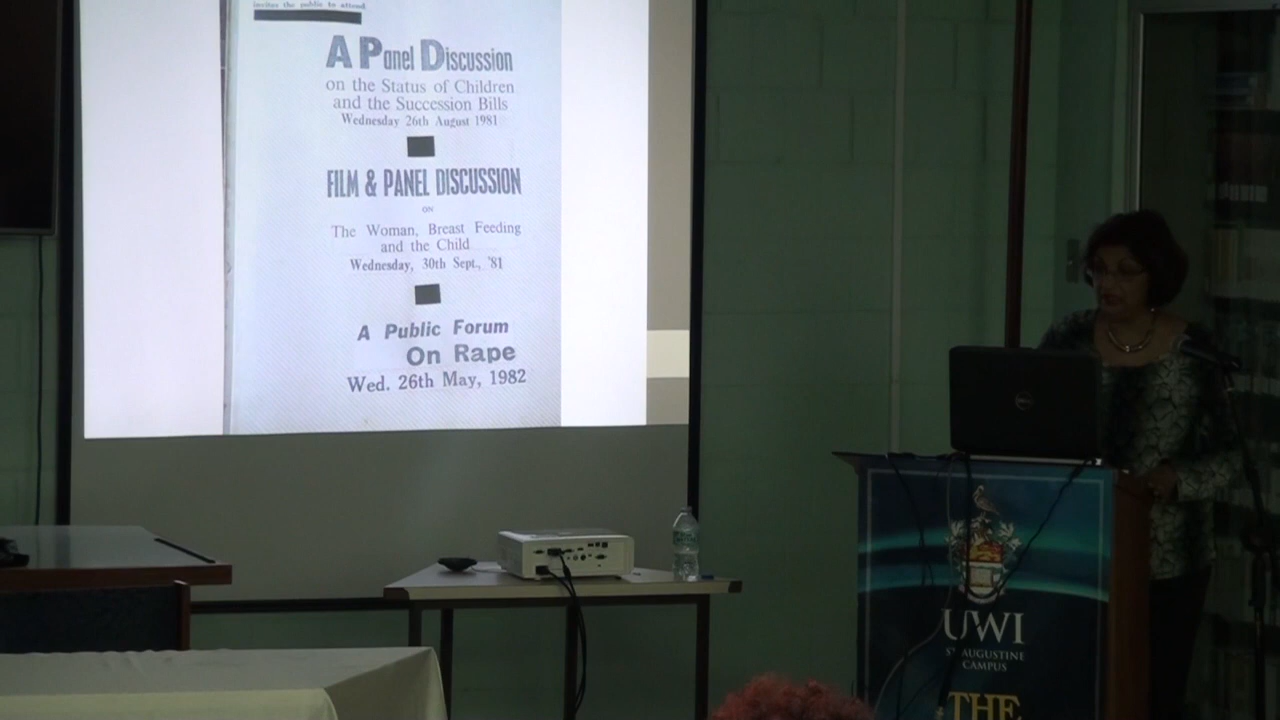 invites the public to attend
A Panel Discussion
on the Status of Children
and the Succession Bills
Wednesday 26th August 1981
FILM & PANEL DISCUSSION
ON
The Woman, Breast Feeding
and the Child
Wednesday, 30th Sept., '81
A Public Forum
On Rape
Wed. 26th May, 1982
DELL
UWI
ST. AUGUSTINE
CAMPUS
THE